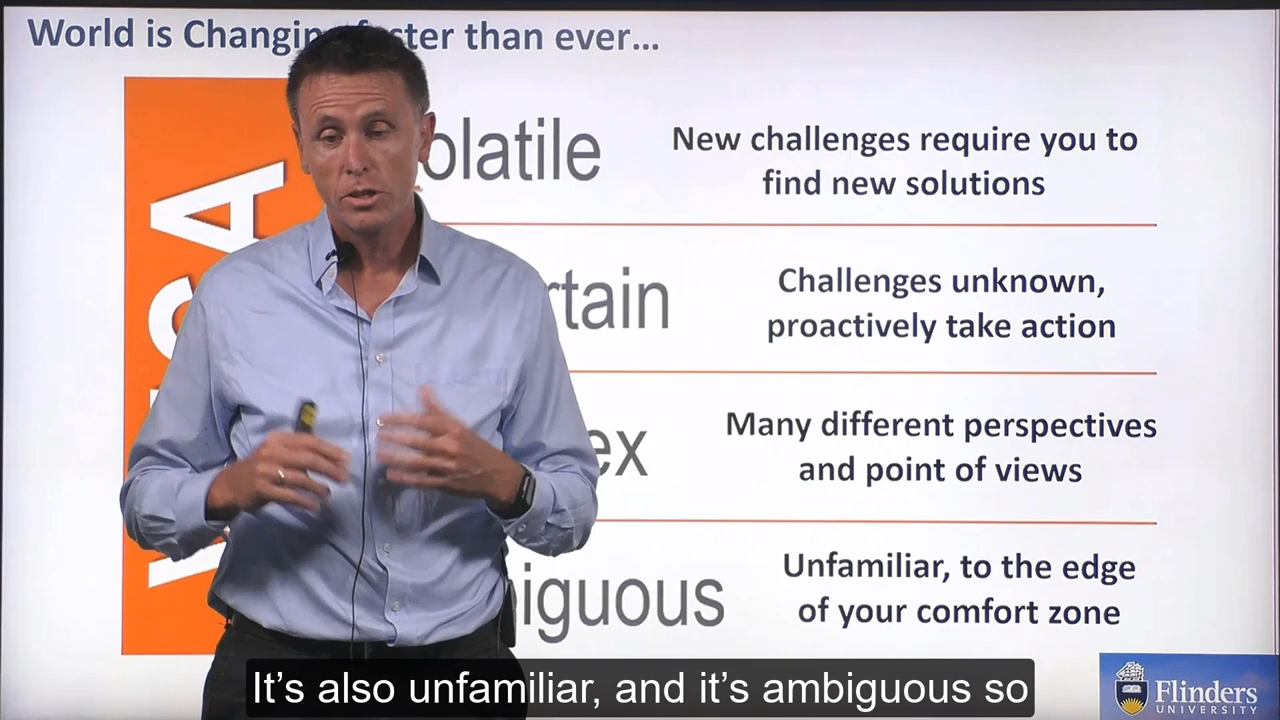 World is Changin faster than ever...
olatile
New challenges require you to
find new solutions
rtain
Challenges unknown,
proactively take action
ex
Many different perspectives
and point of views
iguous
Unfamiliar, to the edge
of your comfort zone
It's also unfamiliar, and it's ambiguous so
Flinders
UNIVERSITY